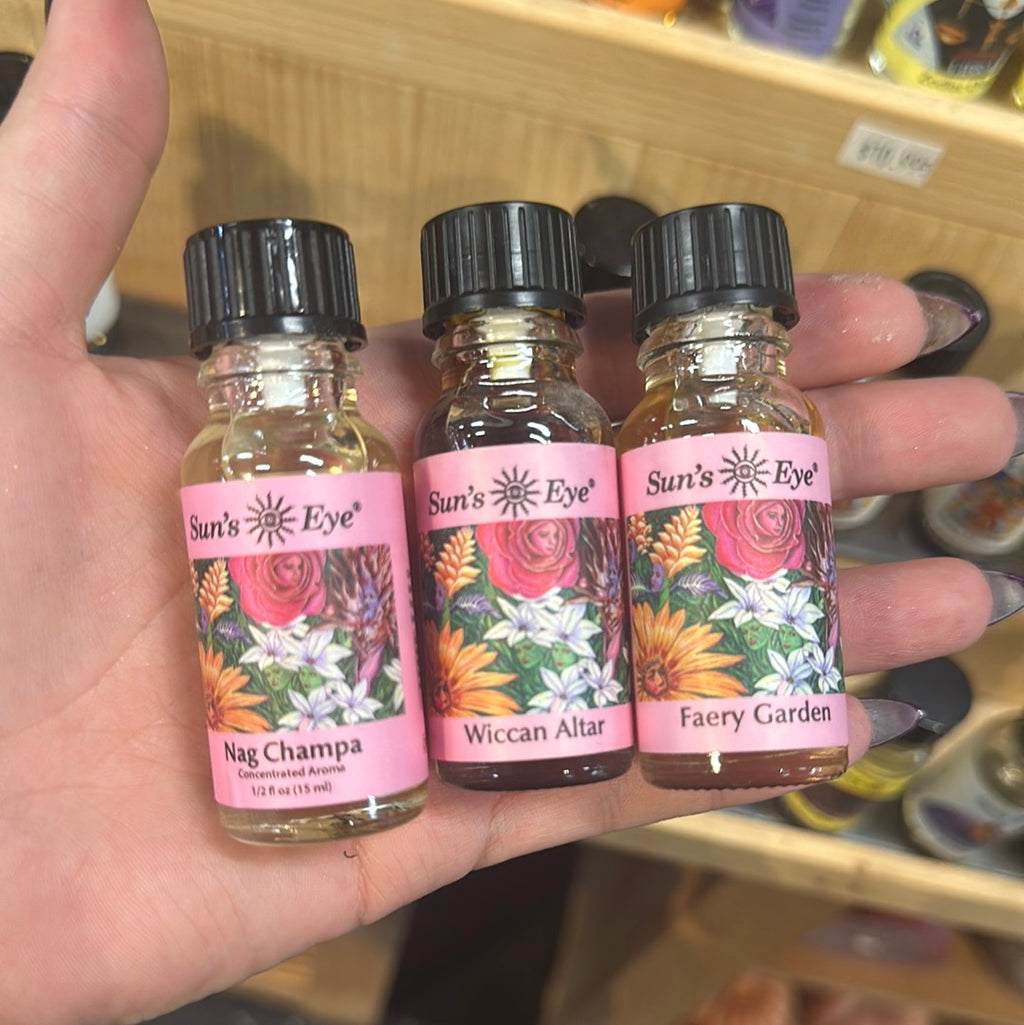 Sun's Eye®
Nag Champa
Concentrated Aroma
1/2 fl oz (15 ml)
Sun's Eye®
Wiccan Altar
Sun's Eye®
Faery Garden